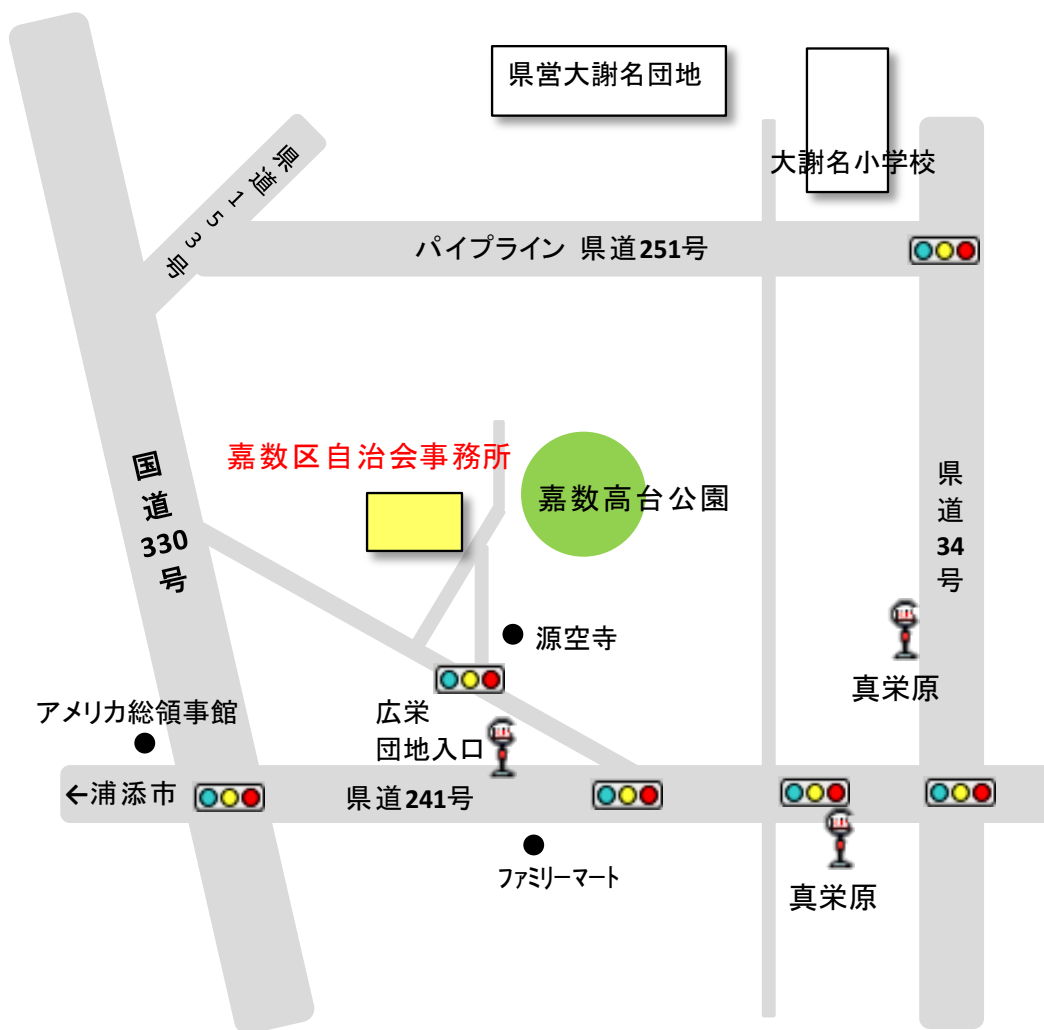 県営大謝名団地
大謝名小学校
県道153号
パイプライン 県道251号
嘉数区自治会事務所
嘉数高台公園
国道330号
県道34号
源空寺
真栄原
アメリカ総領事館
広栄
団地入口
←浦添市
県道241号
ファミリーマート
真栄原